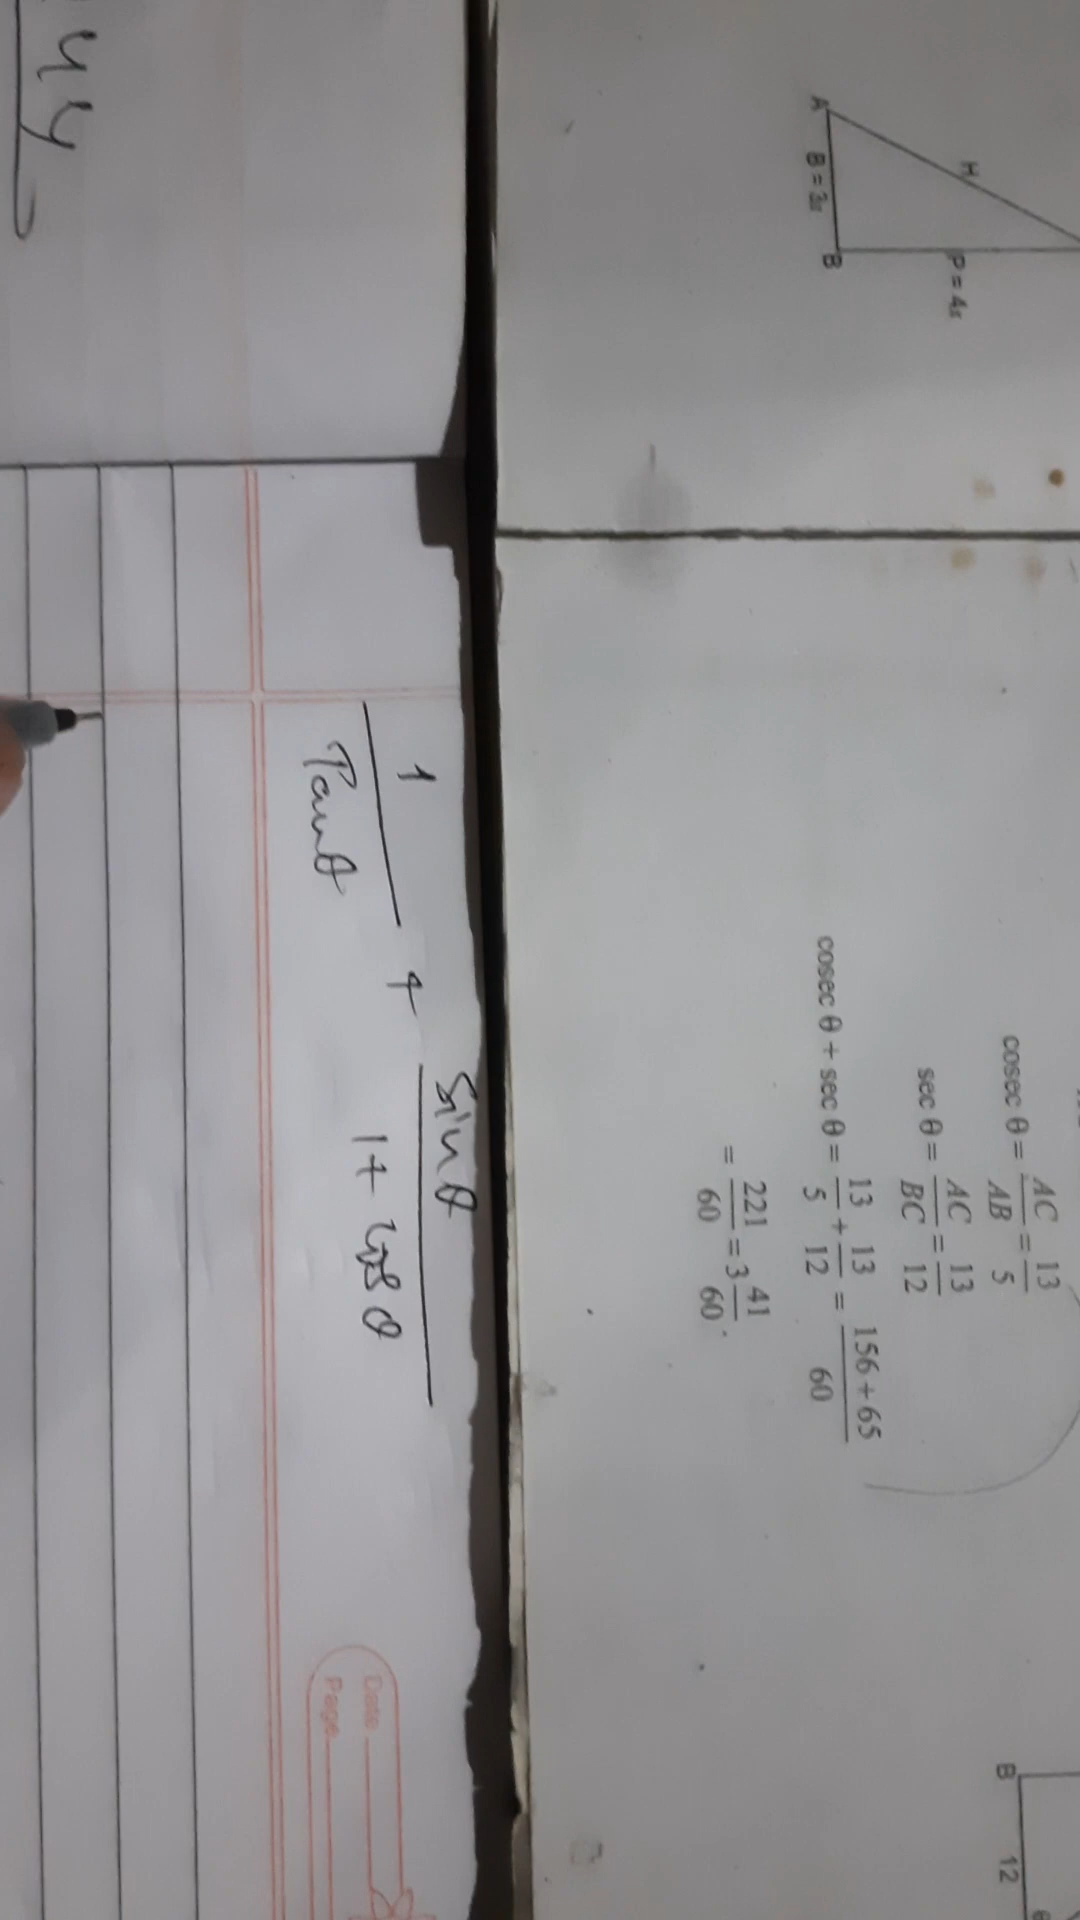 44
A
H
B = 3x
B
P = 4x
cosec θ = AC/AB = 13/5
sec θ = AC/BC = 13/12
cosec θ + sec θ = 13/5 + 13/12 = 156 + 65/60
= 221/60 = 3 41/60.
B
12
1/Tanθ + Sinθ/1 + cosθ
Date
Page